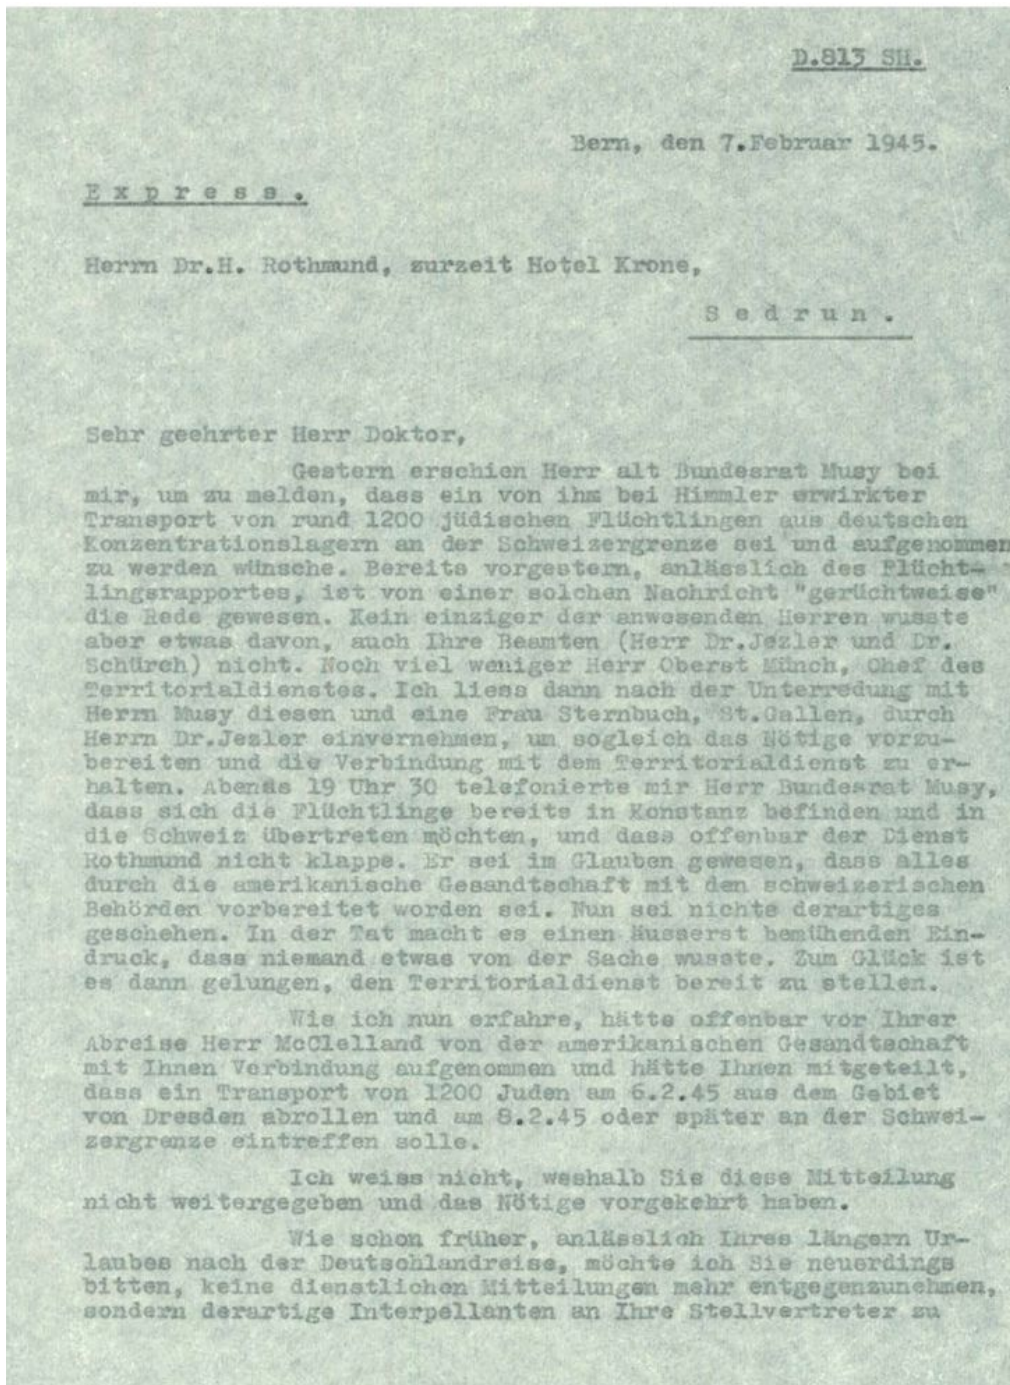 D.813 SH.
Bern, den 7.Februar 1945.
E x p r e s s .
Herrn Dr.H. Rothmund, zurzeit Hotel Krone,
S e d r u n .
Sehr geehrter Herr Doktor,
Gestern erschien Herr alt Bundesrat Musy bei
mir, um zu melden, dass ein von ihm bei Himmler erwirkter
Transport von rund 1200 jüdischen Flüchtlingen aus deutschen
Konzentrationslagern an der Schweizergrenze sei und aufgenommen
zu werden wünsche. Bereits vorgestern, anlässlich des Flücht-
lingsrapportes, ist von einer solchen Nachricht "gerüchtweise"
die Rede gewesen. Kein einziger der anwesenden Herren wusste
aber etwas davon, auch Ihre Beamten (Herr Dr.Jezler und Dr.
Schürch) nicht. Noch viel weniger Herr Oberst Münch, Chef des
Territorialdienstes. Ich liess dann nach der Unterredung mit
Herrn Musy diesen und eine Frau Sternbuch, St.Gallen, durch
Herrn Dr.Jezler einvernehmen, um sogleich das Nötige vorzu-
bereiten und die Verbindung mit dem Territorialdienst zu er-
halten. Abends 19 Uhr 30 telefonierte mir Herr Bundesrat Musy,
dass sich die Flüchtlinge bereits in Konstanz befinden und in
die Schweiz übertreten möchten, und dass offenbar der Dienst
Rothmund nicht klappe. Er sei im Glauben gewesen, dass alles
durch die amerikanische Gesandtschaft mit den schweizerischen
Behörden vorbereitet worden sei. Nun sei nichts derartiges
geschehen. In der Tat macht es einen äusserst bemühenden Ein-
druck, dass niemand etwas von der Sache wusste. Zum Glück ist
es dann gelungen, den Territorialdienst bereit zu stellen.
Wie ich nun erfahre, hätte offenbar vor Ihrer
Abreise Herr McClelland von der amerikanischen Gesandtschaft
mit Ihnen Verbindung aufgenommen und hätte Ihnen mitgeteilt,
dass ein Transport von 1200 Juden am 6.2.45 aus dem Gebiet
von Dresden abrollen und am 8.2.45 oder später an der Schwei-
zergrenze eintreffen solle.
Ich weiss nicht, weshalb Sie diese Mitteilung
nicht weitergegeben und das Nötige vorgekehrt haben.
Wie schon früher, anlässlich Ihres längern Ur-
laubes nach der Deutschlandreise, möchte ich Sie neuerdings
bitten, keine dienstlichen Mitteilungen mehr entgegenzunehmen,
sondern derartige Interpellanten an Ihre Stellvertreter zu